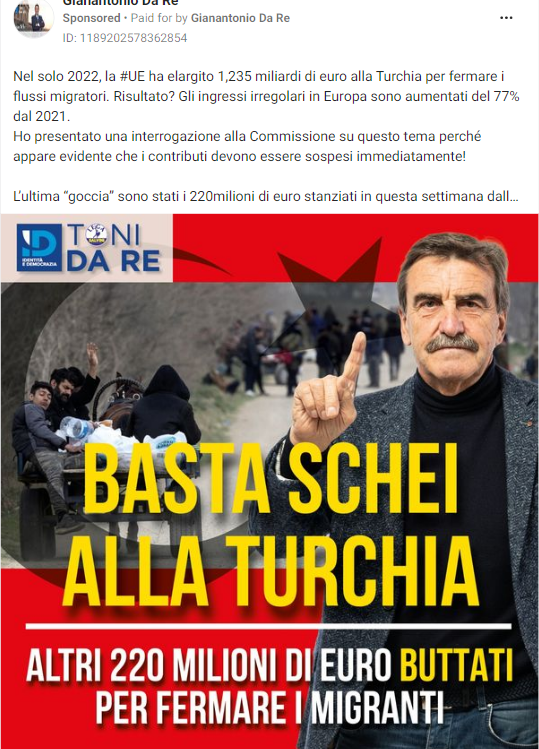 Gianantonio Da Re
Sponsored • Paid for by Gianantonio Da Re
ID: 1189202578362854
Nel solo 2022, la #UE ha elargito 1,235 miliardi di euro alla Turchia per fermare i
flussi migratori. Risultato? Gli ingressi irregolari in Europa sono aumentati del 77%
dal 2021.
Ho presentato una interrogazione alla Commissione su questo tema perché
appare evidente che i contributi devono essere sospesi immediatamente!
L'ultima “goccia” sono stati i 220milioni di euro stanziati in questa settimana dall...
ID
IDENTITÀ E
DEMOCRAZIA
LEGA
SALVINI
TONI
DA RE
BASTA SCHEI
ALLA TURCHIA
ALTRI 220 MILIONI DI EURO BUTTATI
PER FERMARE I MIGRANTI